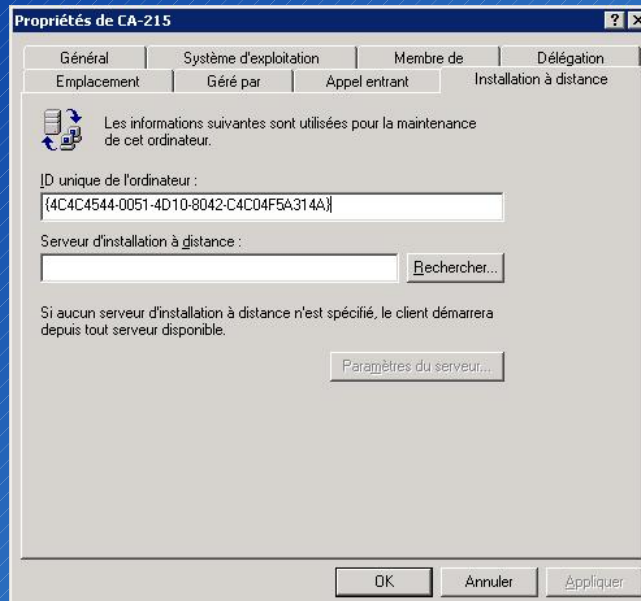 Propriétés de CA-215
Général Système d'exploitation Membre de Délégation
Emplacement Géré par Appel entrant Installation à distance
Les informations suivantes sont utilisées pour la maintenance
de cet ordinateur.
ID unique de l'ordinateur :
{4C4C4544-0051-4D10-8042-C4C04F5A314A}
Serveur d'installation à distance :
Rechercher...
Si aucun serveur d'installation à distance n'est spécifié, le client démarrera
depuis tout serveur disponible.
Paramètres du serveur...
OK Annuler Appliquer